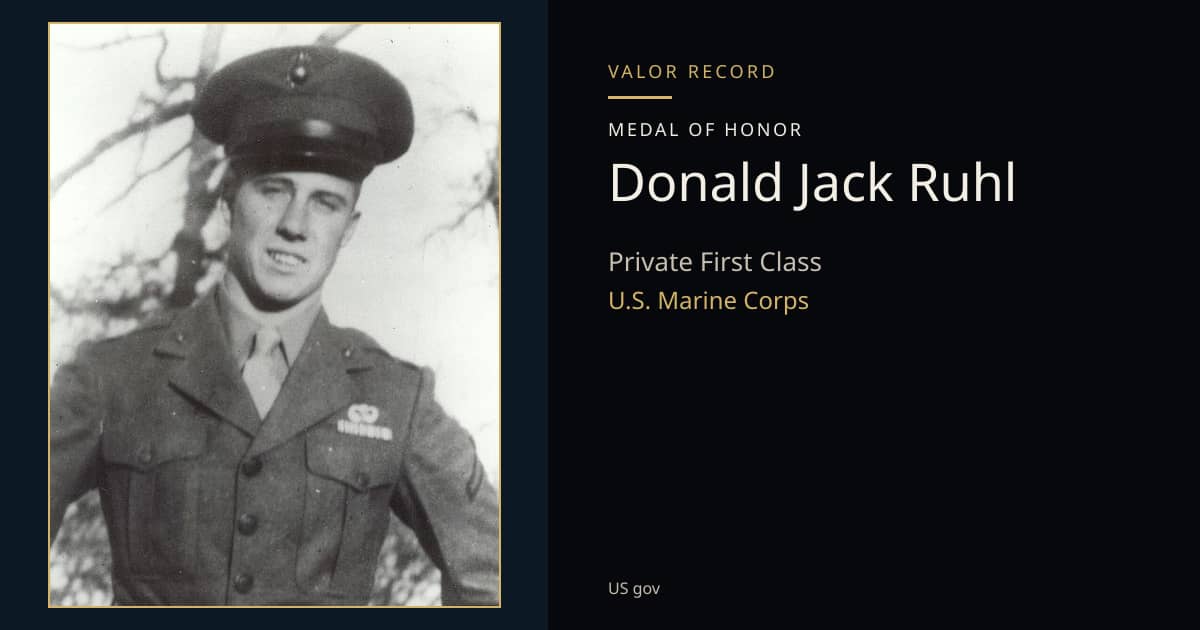 VALOR RECORD
MEDAL OF HONOR
Donald Jack Ruhl
Private First Class
U.S. Marine Corps
US gov